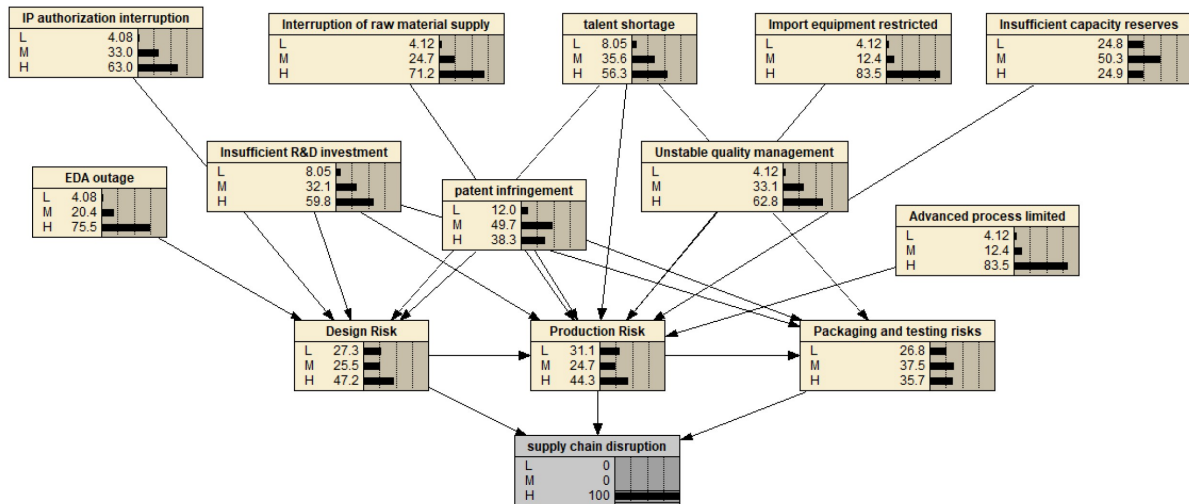 IP authorization interruption
L 4.08
M 33.0
H 63.0
Interruption of raw material supply
L 4.12
M 24.7
H 71.2
talent shortage
L 8.05
M 35.6
H 56.3
Import equipment restricted
L 4.12
M 12.4
H 83.5
Insufficient capacity reserves
L 24.8
M 50.3
H 24.9
EDA outage
L 4.08
M 20.4
H 75.5
Insufficient R&D investment
L 8.05
M 32.1
H 59.8
patent infringement
L 12.0
M 49.7
H 38.3
Unstable quality management
L 4.12
M 33.1
H 62.8
Advanced process limited
L 4.12
M 12.4
H 83.5
Design Risk
L 27.3
M 25.5
H 47.2
Production Risk
L 31.1
M 24.7
H 44.3
Packaging and testing risks
L 26.8
M 37.5
H 35.7
supply chain disruption
L 0
M 0
H 100